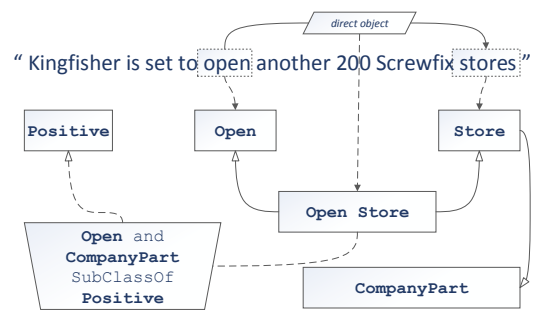 direct object
“ Kingfisher is set to open another 200 Screwfix stores ”
Positive
Open
Store
Open Store
Open and
CompanyPart
SubClassOf
Positive
CompanyPart